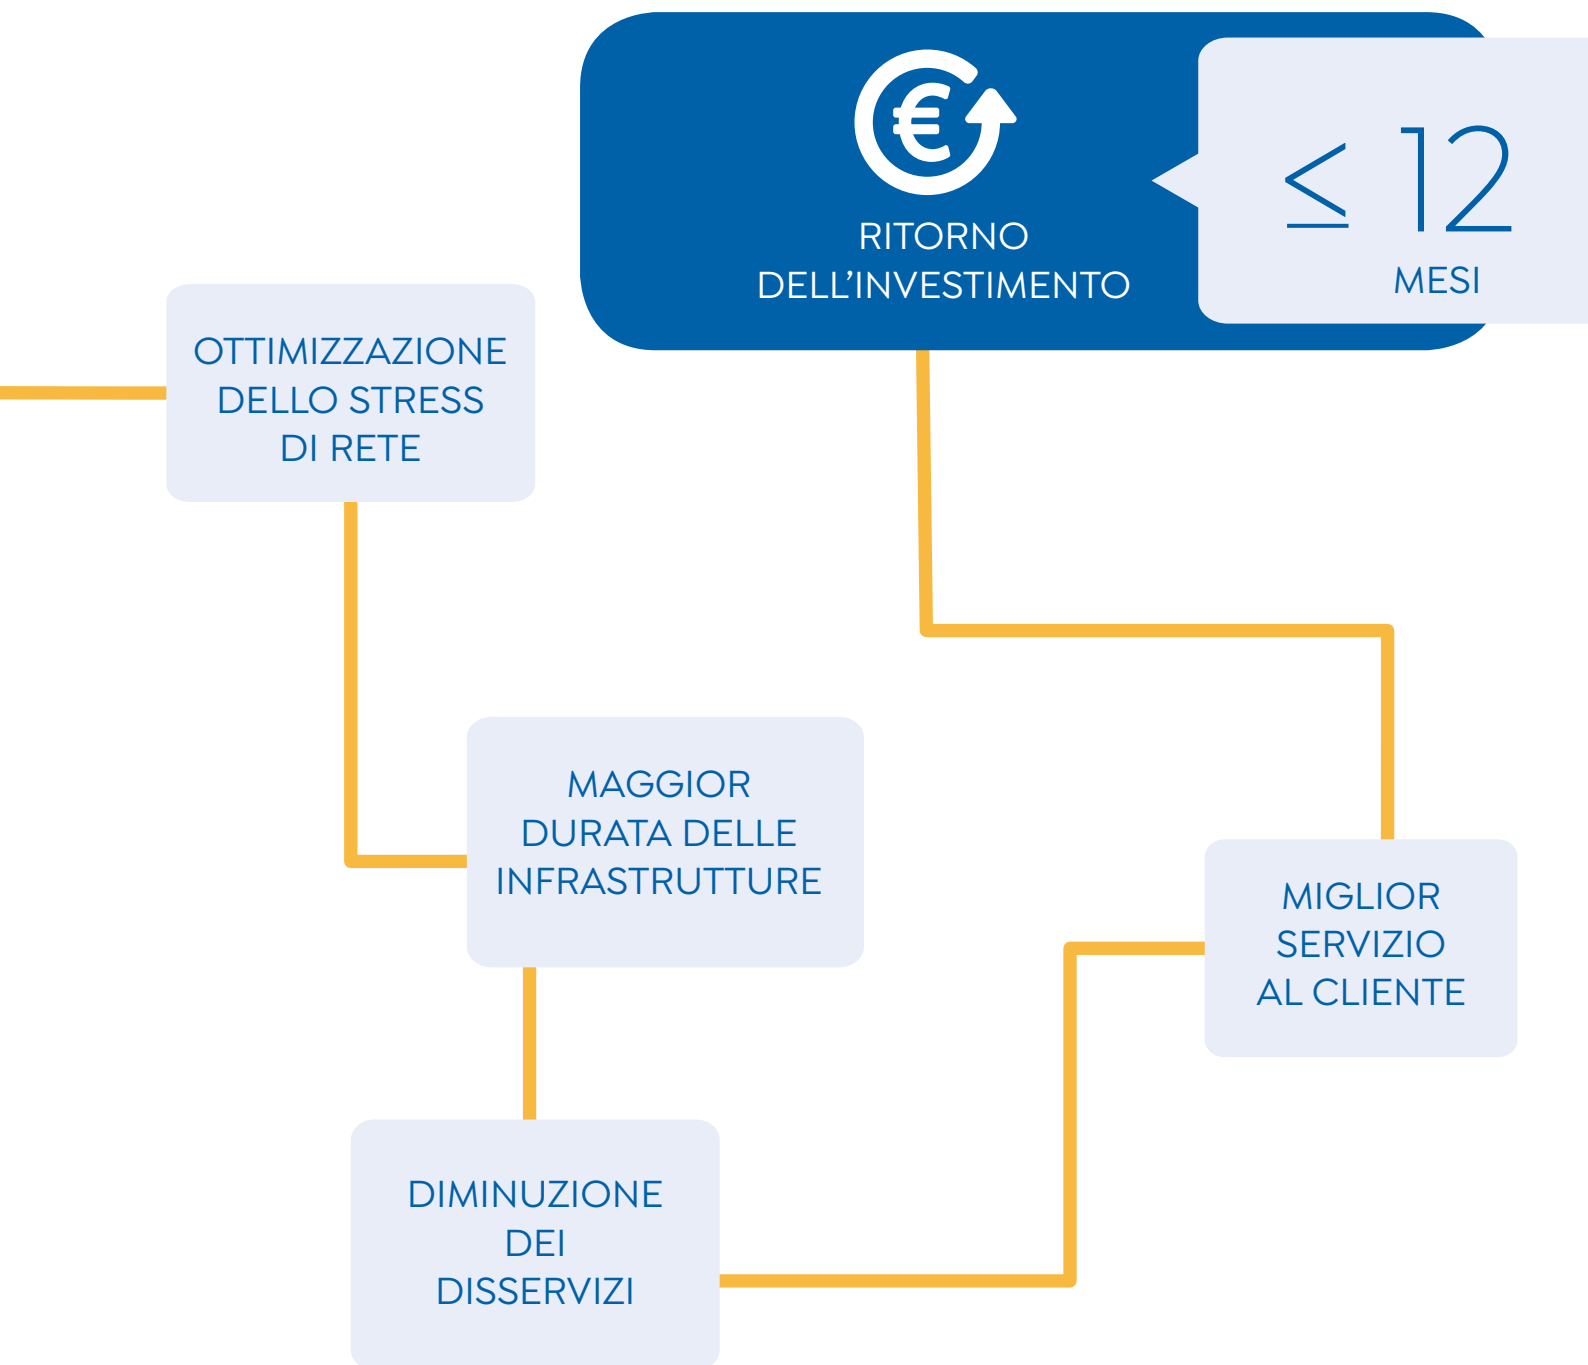 €
RITORNO
DELL’INVESTIMENTO
≤ 12
MESI
OTTIMIZZAZIONE
DELLO STRESS
DI RETE
MAGGIOR
DURATA DELLE
INFRASTRUTTURE
MIGLIOR
SERVIZIO
AL CLIENTE
DIMINUZIONE
DEI
DISSERVIZI